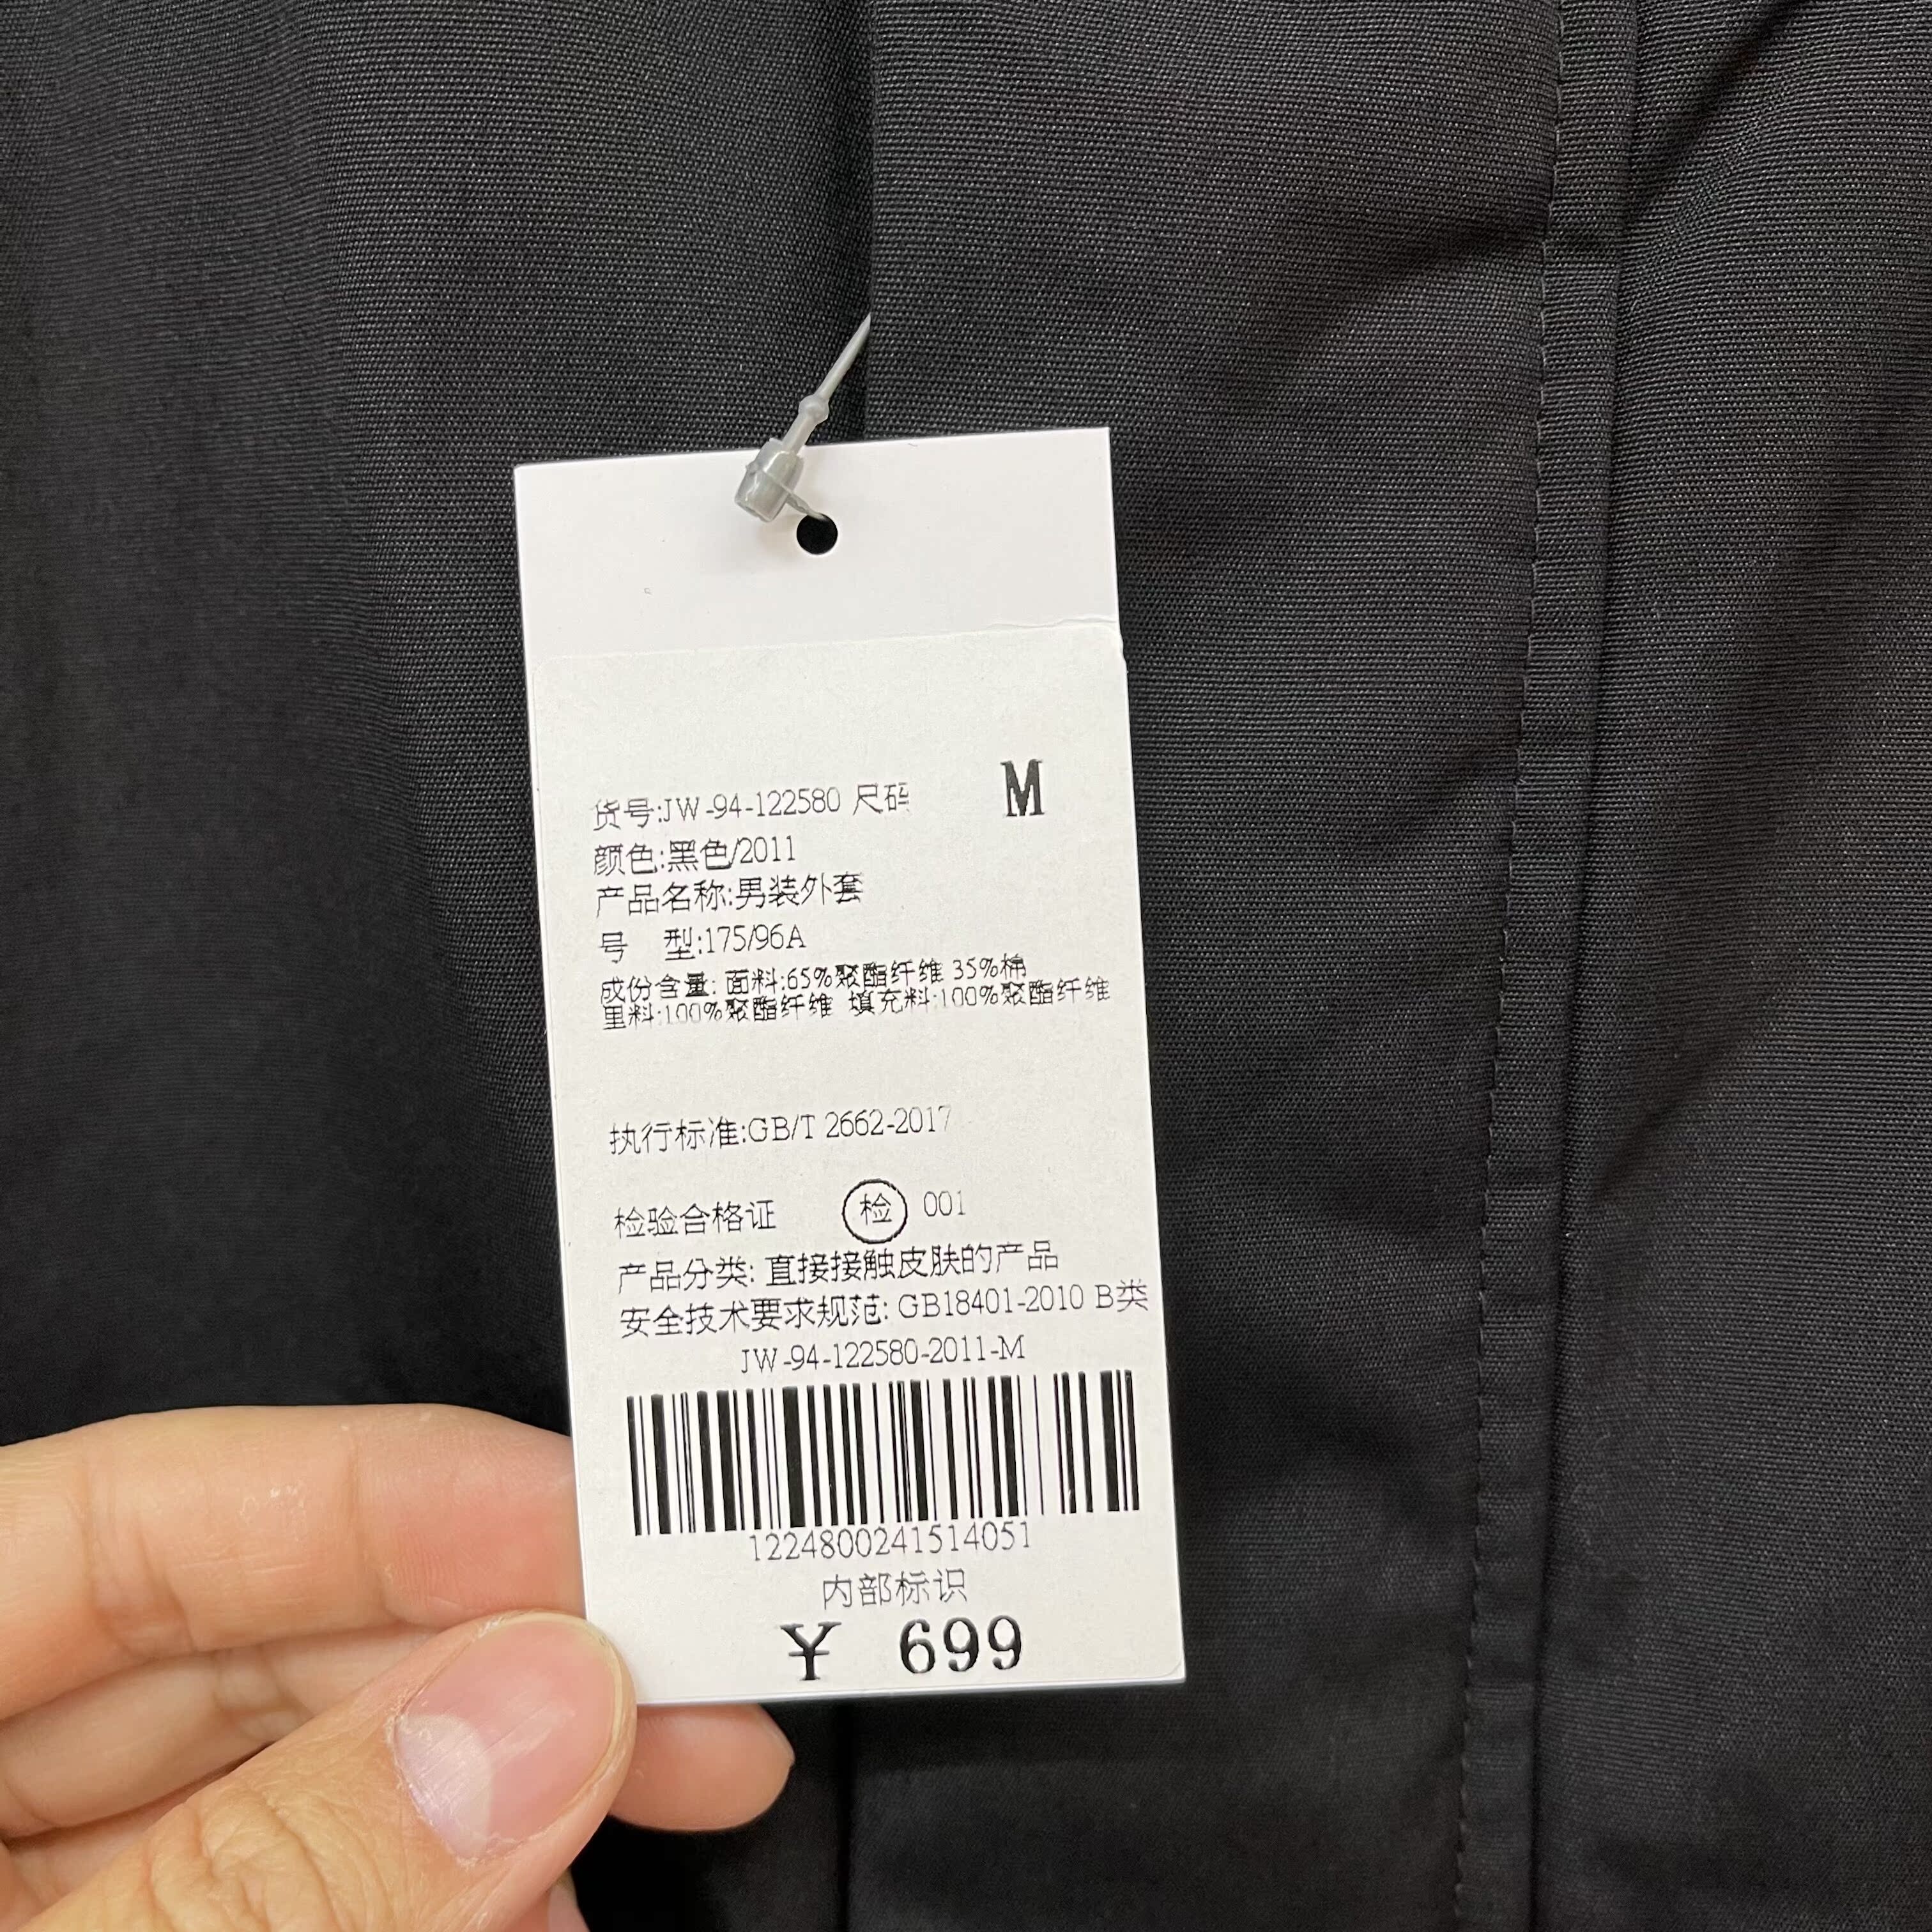 货号:JW-94-122580 尺码 M
颜色:黑色/2011
产品名称:男装外套
号 型:175/96A
成份含量: 面料:65%聚酯纤维 35%棉
里料:100%聚酯纤维 填充料:100%聚酯纤维
执行标准:GB/T 2662-2017
检验合格证 检 001
产品分类: 直接接触皮肤的产品
安全技术要求规范: GB18401-2010 B类
JW-94-122580-2011-M
1224800241514051
内部标识
¥ 699